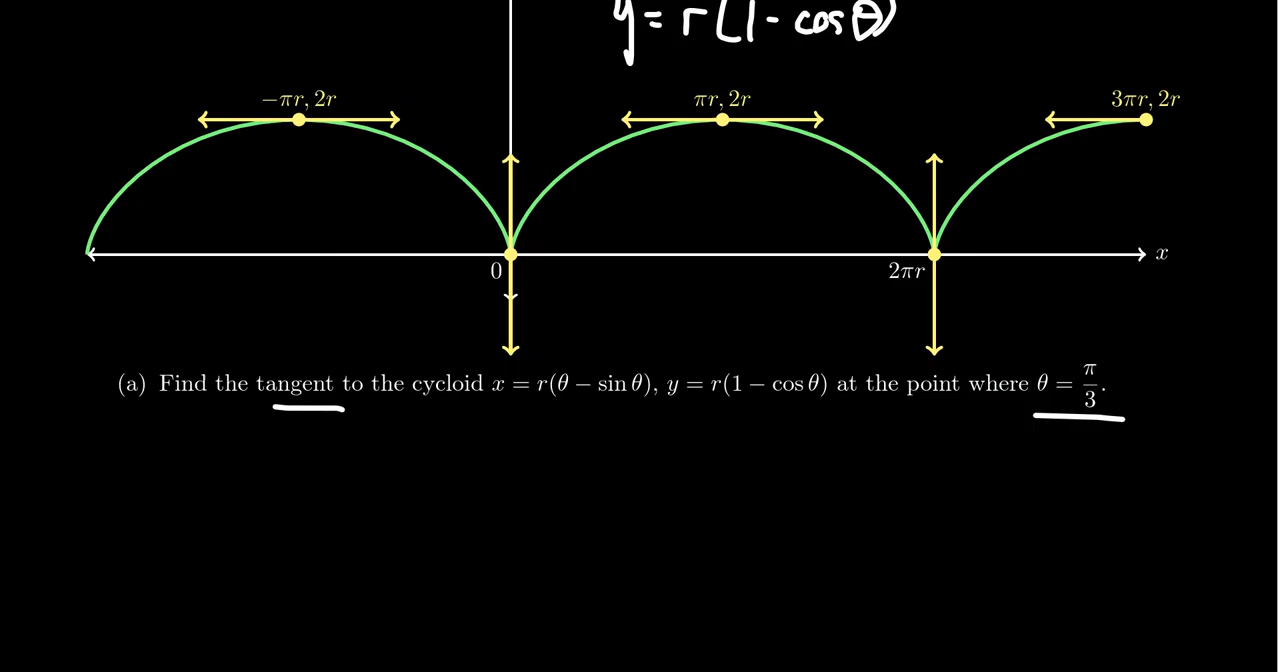 y = r(1 - cos θ)
−πr, 2r
πr, 2r
3πr, 2r
x
0
2πr
(a) Find the tangent to the cycloid x = r(θ − sin θ), y = r(1 − cos θ) at the point where θ = π/3.